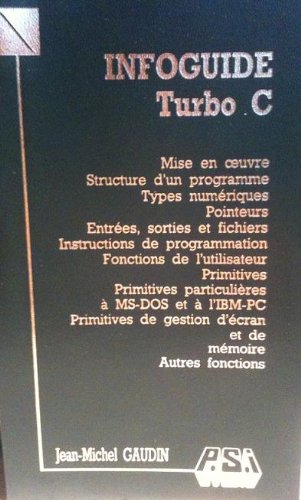 INFOGUIDE
Turbo C
Mise en œuvre
Structure d'un programme
Types numériques
Pointeurs
Entrées, sorties et fichiers
Instructions de programmation
Fonctions de l'utilisateur
Primitives
Primitives particulières
à MS-DOS et à l'IBM-PC
Primitives de gestion d'écran
et de
mémoire
Autres fonctions
Jean-Michel GAUDIN
P.S.I